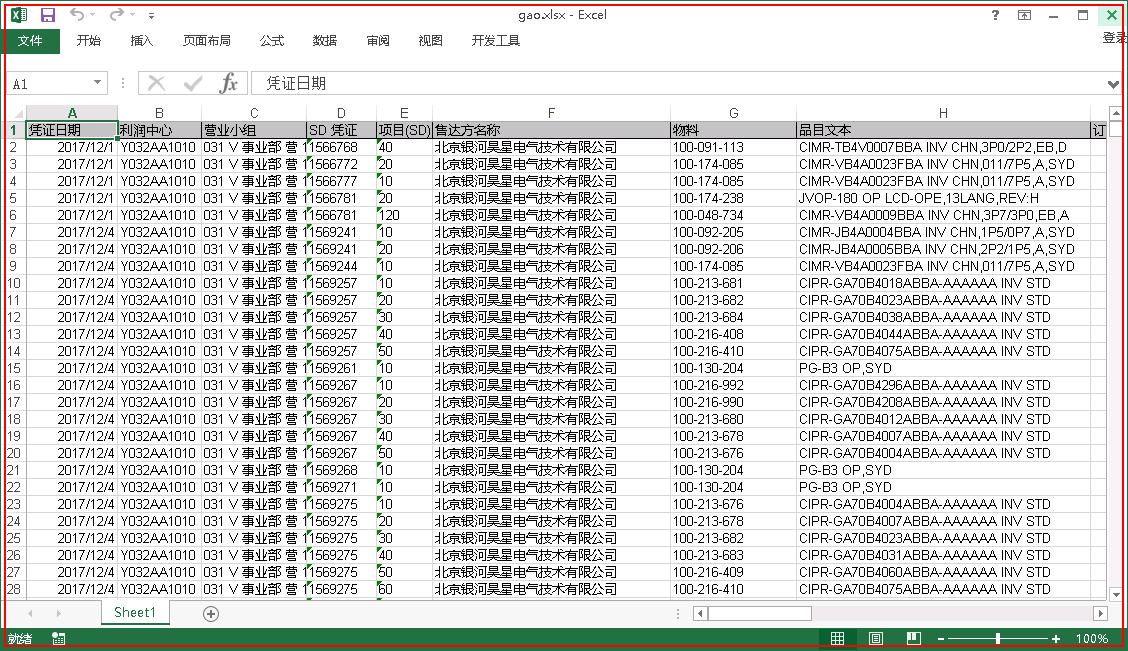 gao.xlsx - Excel
文件 开始 插入 页面布局 公式 数据 审阅 视图 开发工具 登录
A1 fx 凭证日期
A B C D E F G H
1 凭证日期 利润中心 营业小组 SD 凭证 项目(SD) 售达方名称 物料 品目文本 订
2 2017/12/1 Y032AA1010 031 V 事业部 营 11566768 40 北京银河昊星电气技术有限公司 100-091-113 CIMR-TB4V0007BBA INV CHN,3P0/2P2,EB,D
3 2017/12/1 Y032AA1010 031 V 事业部 营 11566772 20 北京银河昊星电气技术有限公司 100-174-085 CIMR-VB4A0023FBA INV CHN,011/7P5,A,SYD
4 2017/12/1 Y032AA1010 031 V 事业部 营 11566777 10 北京银河昊星电气技术有限公司 100-174-085 CIMR-VB4A0023FBA INV CHN,011/7P5,A,SYD
5 2017/12/1 Y032AA1010 031 V 事业部 营 11566781 20 北京银河昊星电气技术有限公司 100-174-238 JVOP-180 OP LCD-OPE,13LANG,REV:H
6 2017/12/1 Y032AA1010 031 V 事业部 营 11566781 120 北京银河昊星电气技术有限公司 100-048-734 CIMR-VB4A0009BBA INV CHN,3P7/3P0,EB,A
7 2017/12/4 Y032AA1010 031 V 事业部 营 11569241 10 北京银河昊星电气技术有限公司 100-092-205 CIMR-JB4A0004BBA INV CHN,1P5/0P7,A,SYD
8 2017/12/4 Y032AA1010 031 V 事业部 营 11569241 20 北京银河昊星电气技术有限公司 100-092-206 CIMR-JB4A0005BBA INV CHN,2P2/1P5,A,SYD
9 2017/12/4 Y032AA1010 031 V 事业部 营 11569244 10 北京银河昊星电气技术有限公司 100-174-085 CIMR-VB4A0023FBA INV CHN,011/7P5,A,SYD
10 2017/12/4 Y032AA1010 031 V 事业部 营 11569257 10 北京银河昊星电气技术有限公司 100-213-681 CIPR-GA70B4018ABBA-AAAAAA INV STD
11 2017/12/4 Y032AA1010 031 V 事业部 营 11569257 20 北京银河昊星电气技术有限公司 100-213-682 CIPR-GA70B4023ABBA-AAAAAA INV STD
12 2017/12/4 Y032AA1010 031 V 事业部 营 11569257 30 北京银河昊星电气技术有限公司 100-213-684 CIPR-GA70B4038ABBA-AAAAAA INV STD
13 2017/12/4 Y032AA1010 031 V 事业部 营 11569257 40 北京银河昊星电气技术有限公司 100-216-408 CIPR-GA70B4044ABBA-AAAAAA INV STD
14 2017/12/4 Y032AA1010 031 V 事业部 营 11569257 50 北京银河昊星电气技术有限公司 100-216-410 CIPR-GA70B4075ABBA-AAAAAA INV STD
15 2017/12/4 Y032AA1010 031 V 事业部 营 11569261 10 北京银河昊星电气技术有限公司 100-130-204 PG-B3 OP,SYD
16 2017/12/4 Y032AA1010 031 V 事业部 营 11569267 10 北京银河昊星电气技术有限公司 100-216-992 CIPR-GA70B4296ABBA-AAAAAA INV STD
17 2017/12/4 Y032AA1010 031 V 事业部 营 11569267 20 北京银河昊星电气技术有限公司 100-216-990 CIPR-GA70B4208ABBA-AAAAAA INV STD
18 2017/12/4 Y032AA1010 031 V 事业部 营 11569267 30 北京银河昊星电气技术有限公司 100-213-680 CIPR-GA70B4012ABBA-AAAAAA INV STD
19 2017/12/4 Y032AA1010 031 V 事业部 营 11569267 40 北京银河昊星电气技术有限公司 100-213-678 CIPR-GA70B4007ABBA-AAAAAA INV STD
20 2017/12/4 Y032AA1010 031 V 事业部 营 11569267 50 北京银河昊星电气技术有限公司 100-213-676 CIPR-GA70B4004ABBA-AAAAAA INV STD
21 2017/12/4 Y032AA1010 031 V 事业部 营 11569268 10 北京银河昊星电气技术有限公司 100-130-204 PG-B3 OP,SYD
22 2017/12/4 Y032AA1010 031 V 事业部 营 11569271 10 北京银河昊星电气技术有限公司 100-130-204 PG-B3 OP,SYD
23 2017/12/4 Y032AA1010 031 V 事业部 营 11569275 10 北京银河昊星电气技术有限公司 100-213-676 CIPR-GA70B4004ABBA-AAAAAA INV STD
24 2017/12/4 Y032AA1010 031 V 事业部 营 11569275 20 北京银河昊星电气技术有限公司 100-213-678 CIPR-GA70B4007ABBA-AAAAAA INV STD
25 2017/12/4 Y032AA1010 031 V 事业部 营 11569275 30 北京银河昊星电气技术有限公司 100-213-682 CIPR-GA70B4023ABBA-AAAAAA INV STD
26 2017/12/4 Y032AA1010 031 V 事业部 营 11569275 40 北京银河昊星电气技术有限公司 100-213-683 CIPR-GA70B4031ABBA-AAAAAA INV STD
27 2017/12/4 Y032AA1010 031 V 事业部 营 11569275 50 北京银河昊星电气技术有限公司 100-216-409 CIPR-GA70B4060ABBA-AAAAAA INV STD
28 2017/12/4 Y032AA1010 031 V 事业部 营 11569275 60 北京银河昊星电气技术有限公司 100-216-410 CIPR-GA70B4075ABBA-AAAAAA INV STD
Sheet1
就绪 100%